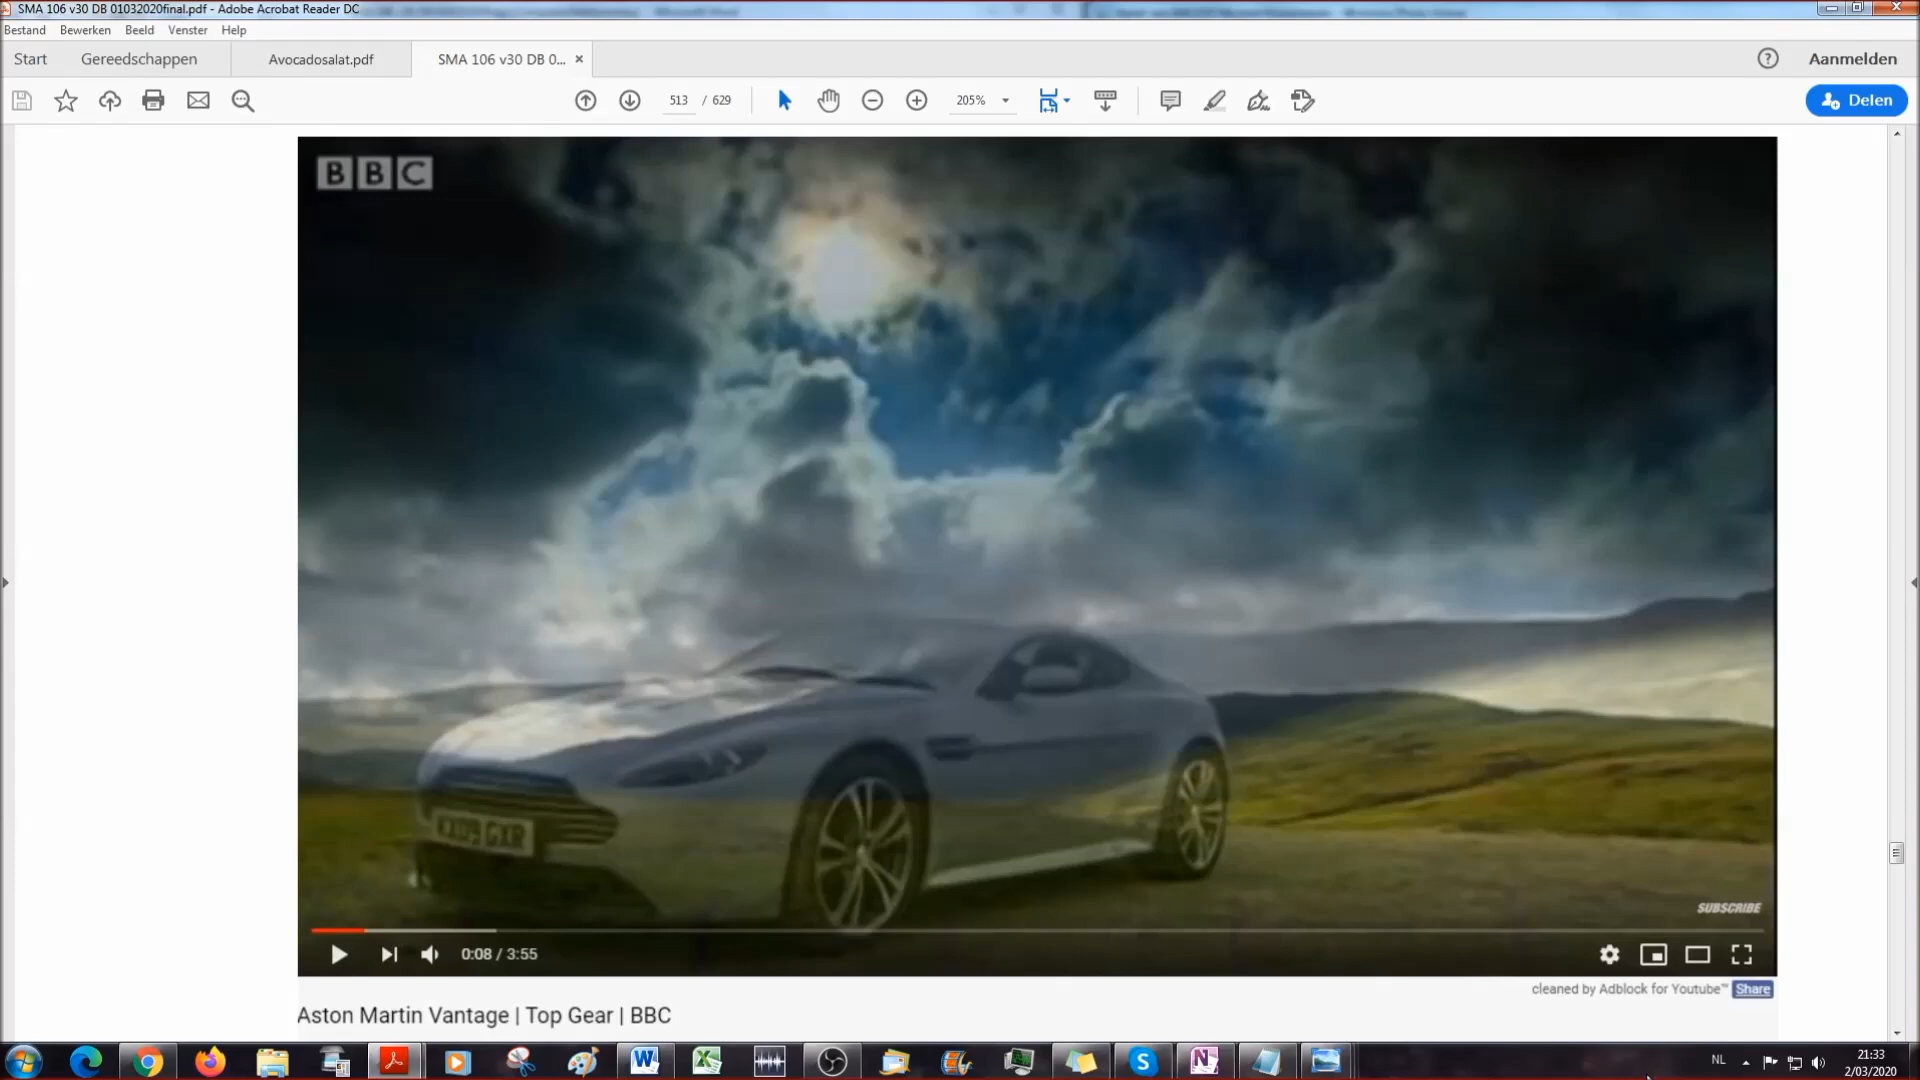 SMA 106 v30 DB 01032020final.pdf - Adobe Acrobat Reader DC
Bestand Bewerken Beeld Venster Help
Start Gereedschappen Avocadosalat.pdf SMA 106 v30 DB 0... × ? Aanmelden
513 / 629 205% Delen
BBC
SUBSCRIBE
0:08 / 3:55
cleaned by Adblock for Youtube™ Share
Aston Martin Vantage | Top Gear | BBC
NL 21:33
2/03/2020